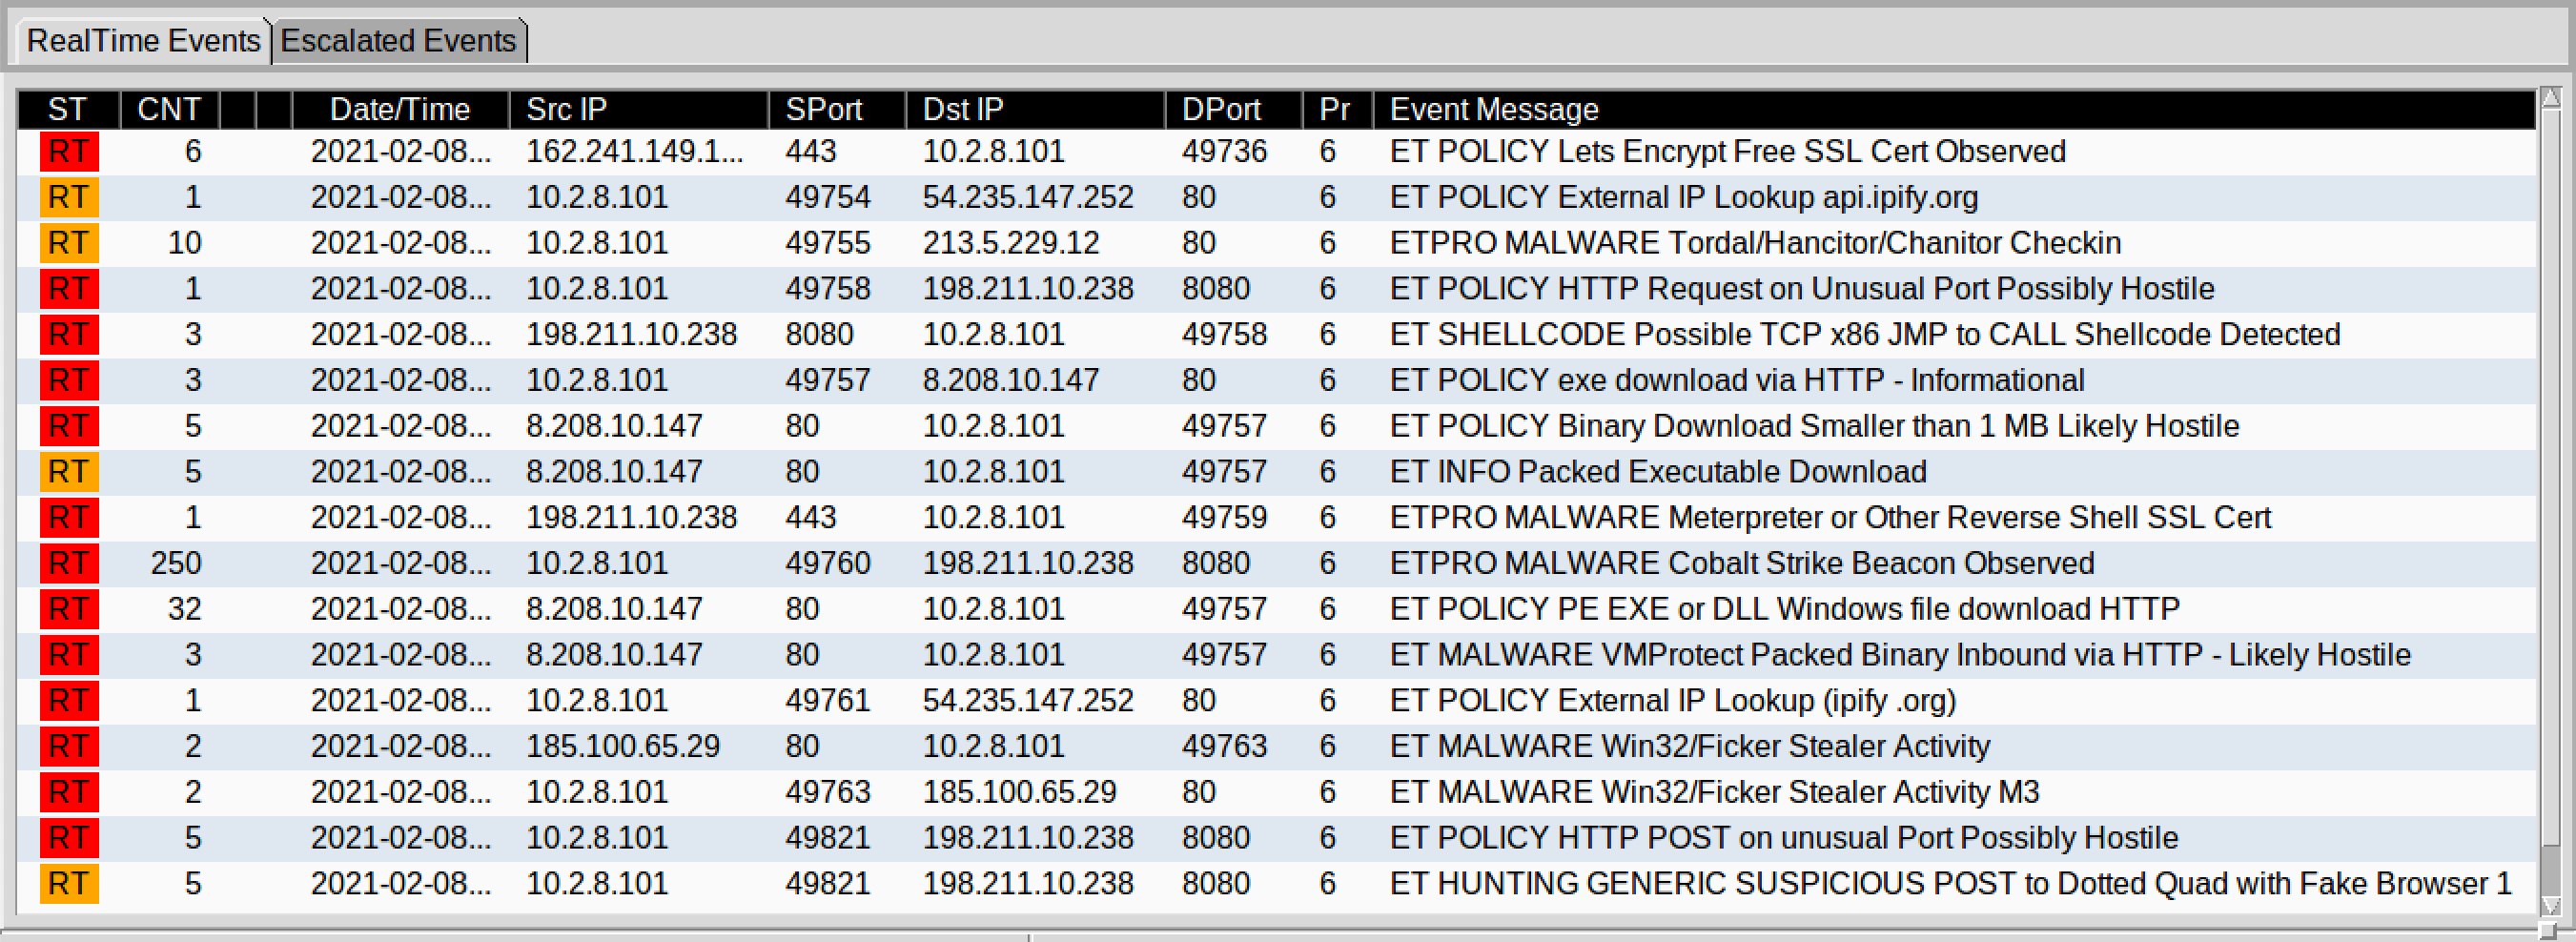 RealTime Events Escalated Events
ST CNT Date/Time Src IP SPort Dst IP DPort Pr Event Message
RT 6 2021-02-08... 162.241.149.1... 443 10.2.8.101 49736 6 ET POLICY Lets Encrypt Free SSL Cert Observed
RT 1 2021-02-08... 10.2.8.101 49754 54.235.147.252 80 6 ET POLICY External IP Lookup api.ipify.org
RT 10 2021-02-08... 10.2.8.101 49755 213.5.229.12 80 6 ETPRO MALWARE Tordal/Hancitor/Chanitor Checkin
RT 1 2021-02-08... 10.2.8.101 49758 198.211.10.238 8080 6 ET POLICY HTTP Request on Unusual Port Possibly Hostile
RT 3 2021-02-08... 198.211.10.238 8080 10.2.8.101 49758 6 ET SHELLCODE Possible TCP x86 JMP to CALL Shellcode Detected
RT 3 2021-02-08... 10.2.8.101 49757 8.208.10.147 80 6 ET POLICY exe download via HTTP - Informational
RT 5 2021-02-08... 8.208.10.147 80 10.2.8.101 49757 6 ET POLICY Binary Download Smaller than 1 MB Likely Hostile
RT 5 2021-02-08... 8.208.10.147 80 10.2.8.101 49757 6 ET INFO Packed Executable Download
RT 1 2021-02-08... 198.211.10.238 443 10.2.8.101 49759 6 ETPRO MALWARE Meterpreter or Other Reverse Shell SSL Cert
RT 250 2021-02-08... 10.2.8.101 49760 198.211.10.238 8080 6 ETPRO MALWARE Cobalt Strike Beacon Observed
RT 32 2021-02-08... 8.208.10.147 80 10.2.8.101 49757 6 ET POLICY PE EXE or DLL Windows file download HTTP
RT 3 2021-02-08... 8.208.10.147 80 10.2.8.101 49757 6 ET MALWARE VMProtect Packed Binary Inbound via HTTP - Likely Hostile
RT 1 2021-02-08... 10.2.8.101 49761 54.235.147.252 80 6 ET POLICY External IP Lookup (ipify .org)
RT 2 2021-02-08... 185.100.65.29 80 10.2.8.101 49763 6 ET MALWARE Win32/Ficker Stealer Activity
RT 2 2021-02-08... 10.2.8.101 49763 185.100.65.29 80 6 ET MALWARE Win32/Ficker Stealer Activity M3
RT 5 2021-02-08... 10.2.8.101 49821 198.211.10.238 8080 6 ET POLICY HTTP POST on unusual Port Possibly Hostile
RT 5 2021-02-08... 10.2.8.101 49821 198.211.10.238 8080 6 ET HUNTING GENERIC SUSPICIOUS POST to Dotted Quad with Fake Browser 1